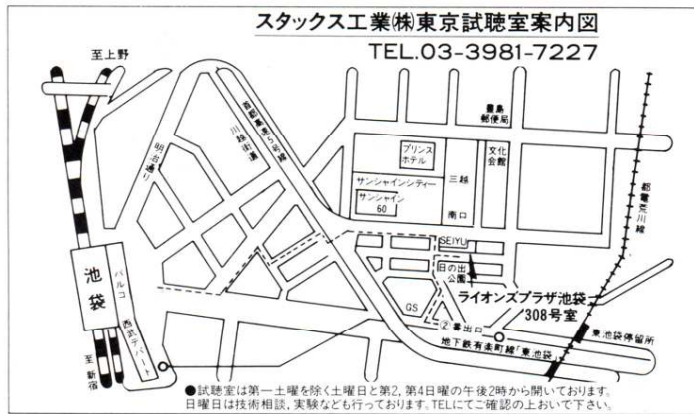 スタックス工業㈱東京試聴室案内図
TEL.03-3981-7227
至上野
明治通り
川越街道
首都高速5号線
豊島
郵便局
プリンス
ホテル
文化
会館
三越
サンシャインシティー
サンシャイン
60
南口
都電荒川線
SEIYU
日の出
公園
ライオンズプラザ池袋
308号室
池袋
パルコ
西武デパート
GS
②番出口
地下鉄有楽町線「東池袋」
東池袋停留所
至新宿
●試聴室は第一土曜を除く土曜日と第2,第4日曜の午後2時から開いております。
日曜日は技術相談,実験なども行っております。TELにてご確認の上おいで下さい。